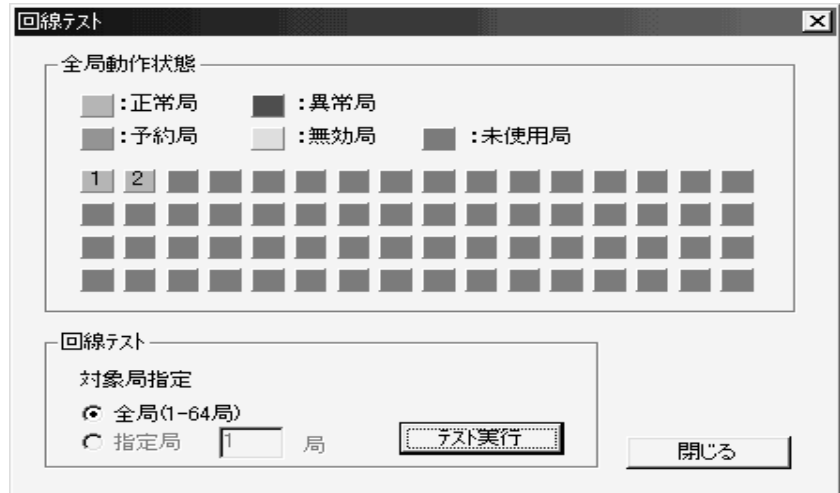 回線テスト
全局動作状態
:正常局 :異常局
:予約局 :無効局 :未使用局
1 2
回線テスト
対象局指定
全局(1-64局)
指定局 1 局
テスト実行
閉じる